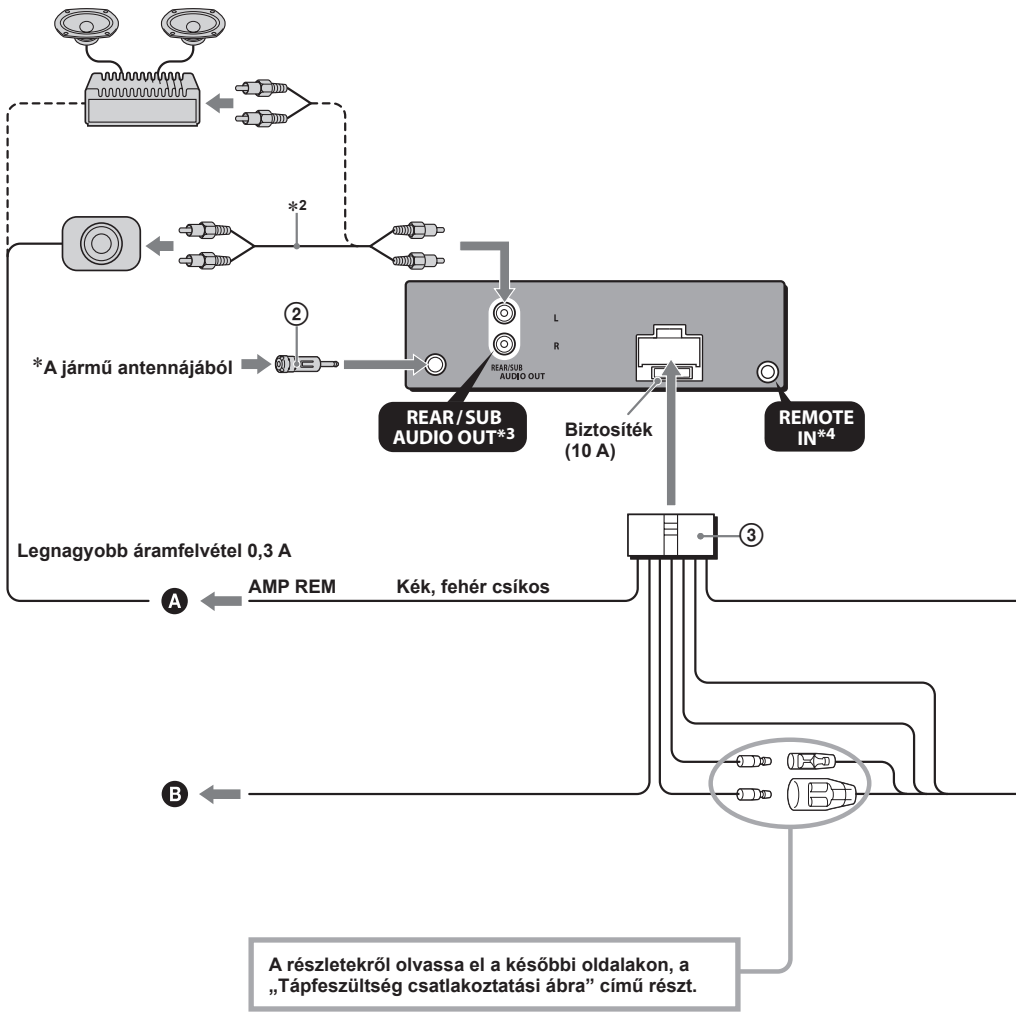 *2
②
*A jármű antennájából
L
R
REAR/SUB
AUDIO OUT
REAR/SUB
AUDIO OUT*3
Biztosíték
(10 A)
REMOTE
IN*4
③
Legnagyobb áramfelvétel 0,3 A
A
AMP REM
Kék, fehér csíkos
B
A részletekről olvassa el a későbbi oldalakon, a
„Tápfeszültség csatlakoztatási ábra” című részt.